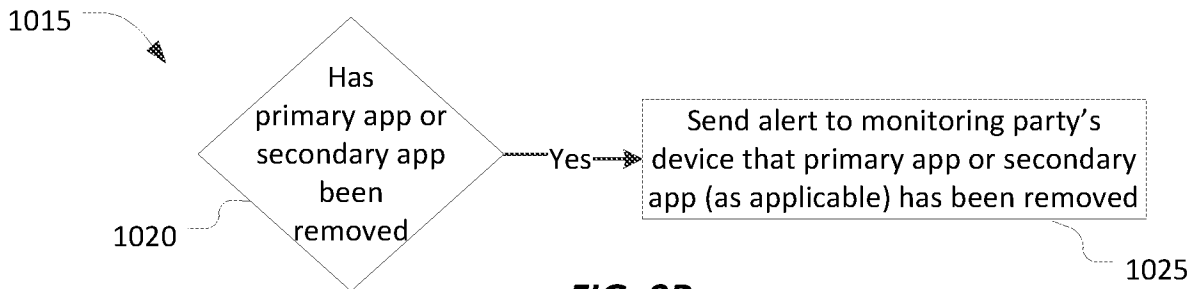 1015
Has
primary app or
secondary app
been
removed
Yes
Send alert to monitoring party's
device that primary app or secondary
app (as applicable) has been removed
1020
1025